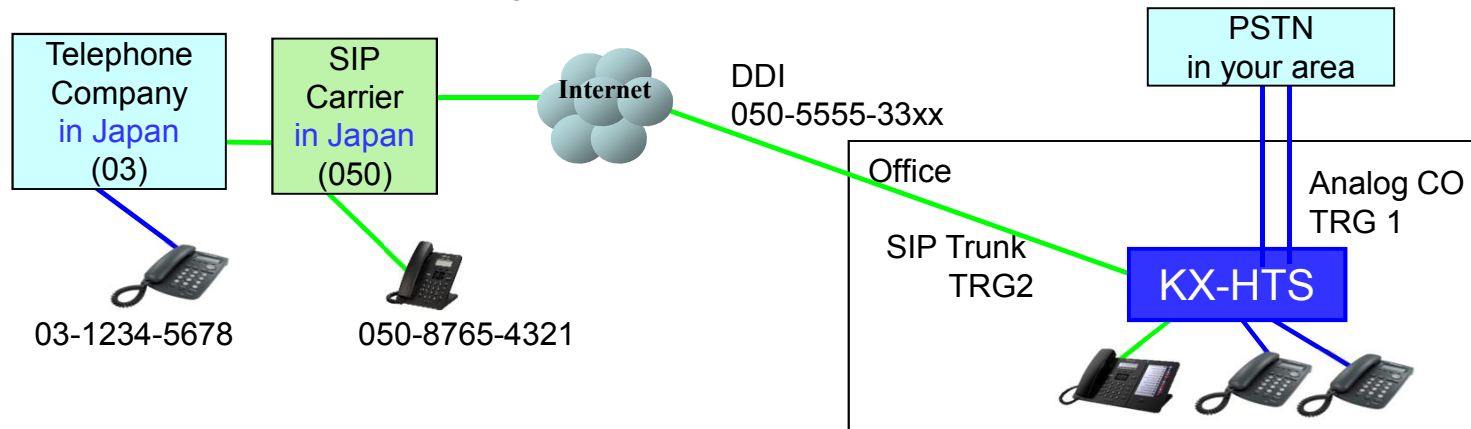 Telephone
Company
in Japan
(03)
SIP
Carrier
in Japan
(050)
Internet
DDI
050-5555-33xx
PSTN
in your area
Office
Analog CO
TRG 1
SIP Trunk
TRG2
KX-HTS
03-1234-5678
050-8765-4321